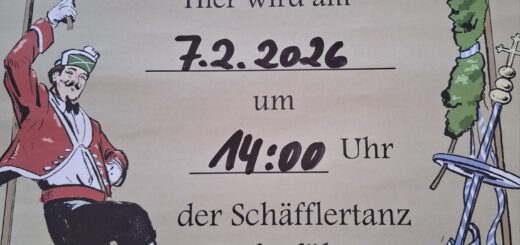 Hier wird am
7.2.2026
um
14:00 Uhr
der Schäfflertanz